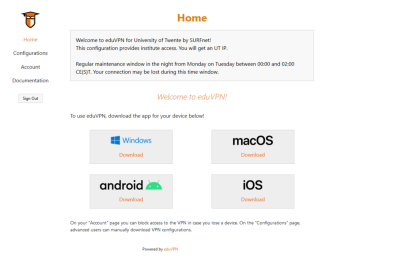 Home
Home
Configurations
Account
Documentation
Sign Out
Welcome to eduVPN for University of Twente by SURFnet!
This configuration provides institute access. You will get an UT IP.
Regular maintenance window in the night from Monday on Tuesday between 00:00 and 02:00
CE(S)T. Your connection may be lost during this time window.
Welcome to eduVPN!
To use eduVPN, download the app for your device below!
Windows
Download
macOS
Download
android
Download
iOS
Download
On your "Account" page you can block access to the VPN in case you lose a device. On the "Configurations" page,
advanced users can manually download VPN configurations.
Powered by eduVPN